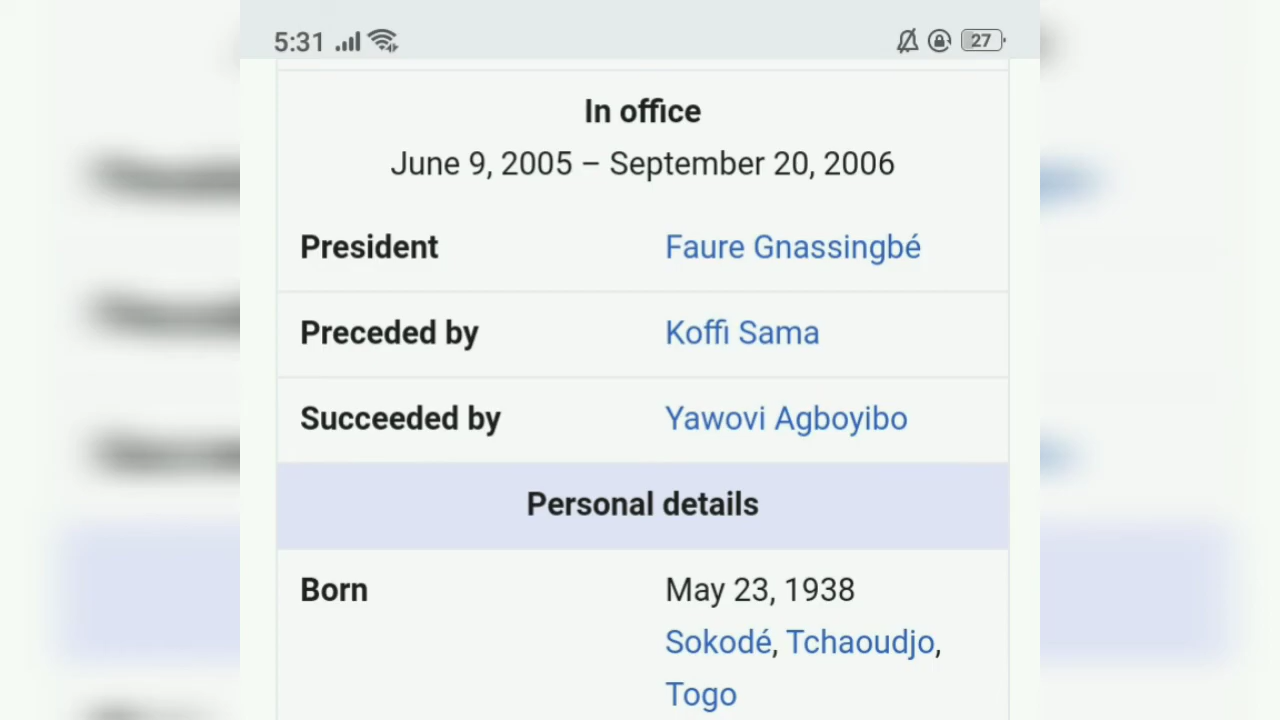 5:31 27
In office
June 9, 2005 – September 20, 2006
President Faure Gnassingbé
Preceded by Koffi Sama
Succeeded by Yawovi Agboyibo
Personal details
Born May 23, 1938
Sokodé, Tchaoudjo,
Togo